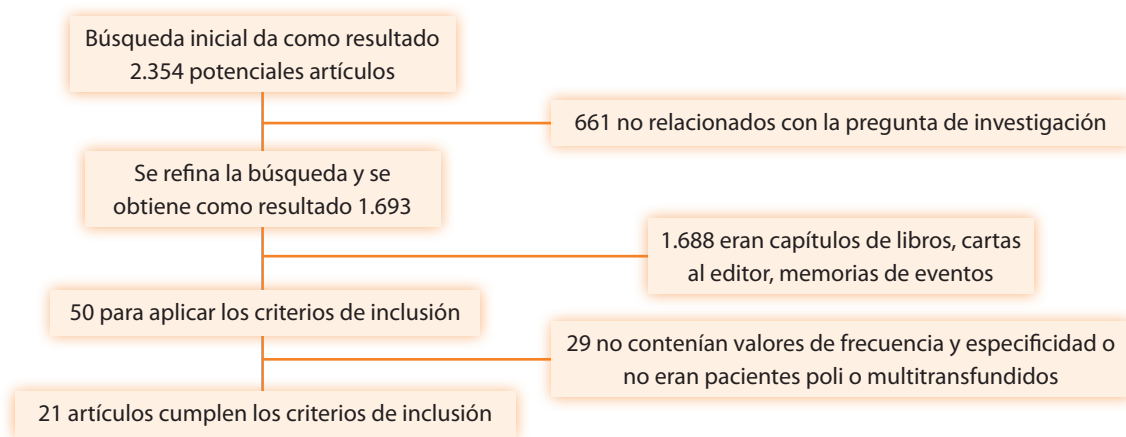 Búsqueda inicial da como resultado
2.354 potenciales artículos
661 no relacionados con la pregunta de investigación
Se refina la búsqueda y se
obtiene como resultado 1.693
1.688 eran capítulos de libros, cartas
al editor, memorias de eventos
50 para aplicar los criterios de inclusión
29 no contenían valores de frecuencia y especificidad o
no eran pacientes poli o multitransfundidos
21 artículos cumplen los criterios de inclusión